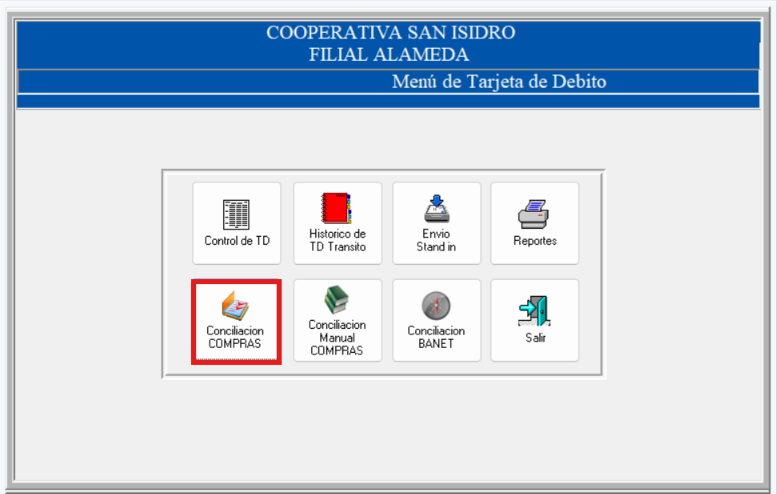 COOPERATIVA SAN ISIDRO
FILIAL ALAMEDA
Menú de Tarjeta de Debito
Control de TD
Historico de
TD Transito
Envio
Stand in
Reportes
Conciliacion
COMPRAS
Conciliacion
Manual
COMPRAS
Conciliacion
BANET
Salir